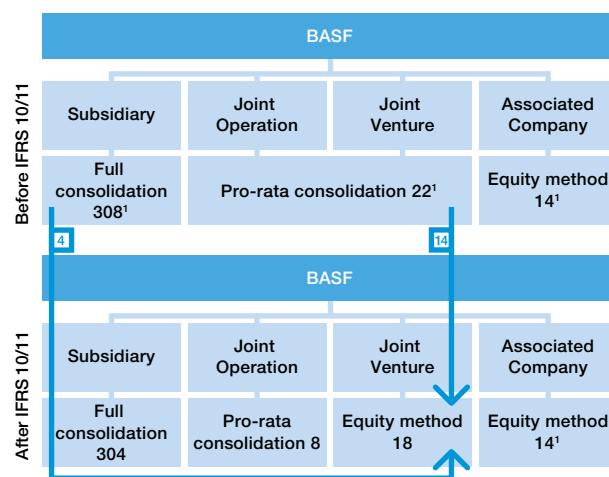 BASF
Before IFRS 10/11
Subsidiary
Joint
Operation
Joint
Venture
Associated
Company
Full
consolidation
308¹
Pro-rata consolidation 22¹
Equity method
14¹
4
14
BASF
After IFRS 10/11
Subsidiary
Joint
Operation
Joint
Venture
Associated
Company
Full
consolidation
304
Pro-rata
consolidation 8
Equity method
18
Equity method
14¹